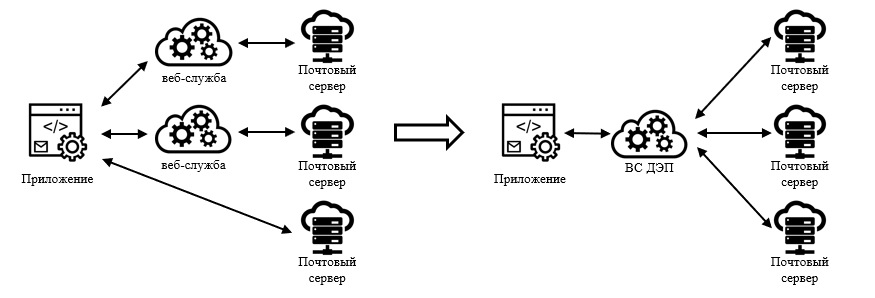 Почтовый
сервер
веб-служба
Почтовый
сервер
веб-служба
Приложение
Почтовый
сервер
Почтовый
сервер
Приложение
ВС ДЭП
Почтовый
сервер
Почтовый
сервер